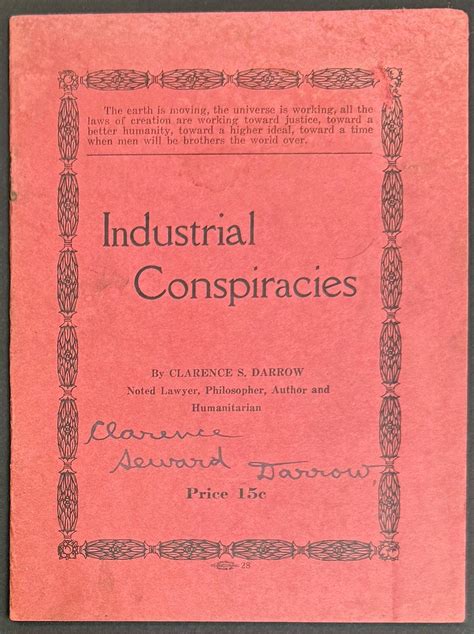 The earth is moving, the universe is working, all the
laws of creation are working toward justice, toward a
better humanity, toward a higher ideal, toward a time
when men will be brothers the world over.
Industrial
Conspiracies
By CLARENCE S. DARROW
Noted Lawyer, Philosopher, Author and
Humanitarian
Clarence
Seward Darrow
Price 15c
28